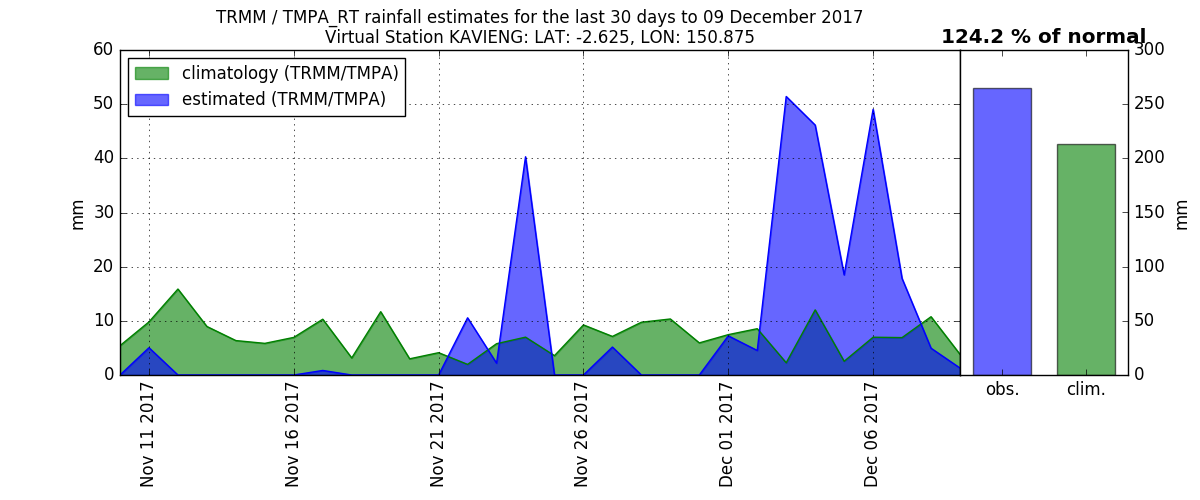 TRMM / TMPA_RT rainfall estimates for the last 30 days to 09 December 2017
Virtual Station KAVIENG: LAT: -2.625, LON: 150.875
124.2 % of normal
climatology (TRMM/TMPA)
estimated (TRMM/TMPA)
60
50
40
30
20
10
0
mm
Nov 11 2017
Nov 16 2017
Nov 21 2017
Nov 26 2017
Dec 01 2017
Dec 06 2017
obs.
clim.
300
250
200
150
100
50
0
mm